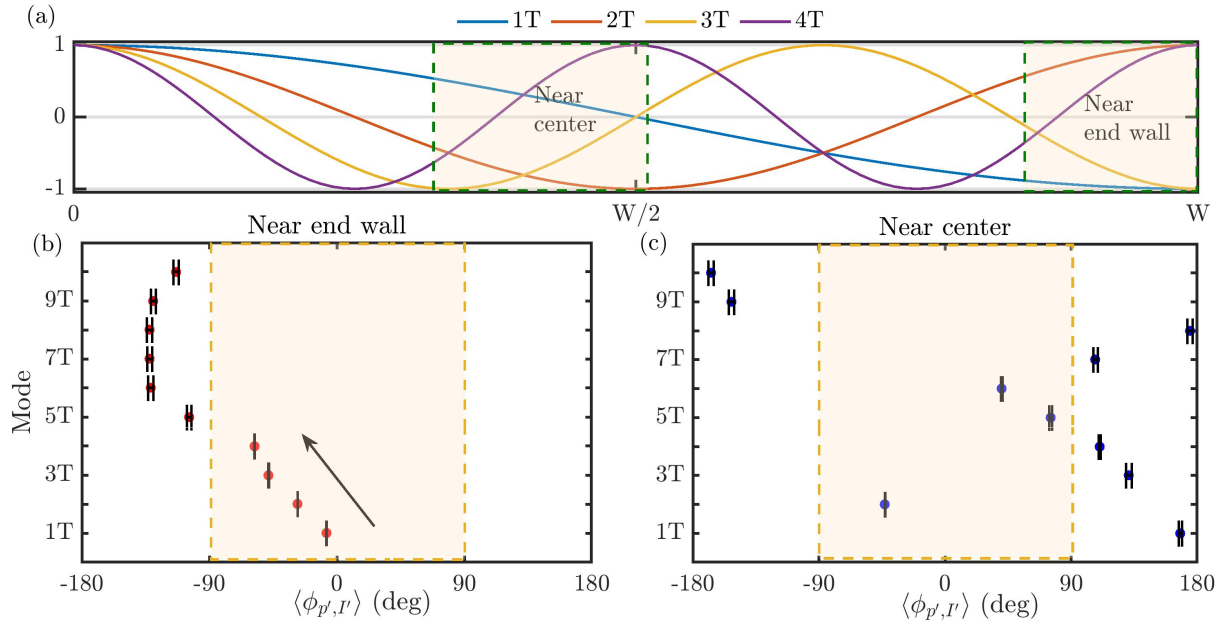 (a)
1T 2T 3T 4T
1
0
-1
Near
center
Near
end wall
0 W/2 W
(b) Near end wall
Mode
9T
7T
5T
3T
1T
-180 -90 0 90 180
⟨ϕ_{p′,I′}⟩ (deg)
(c) Near center
9T
7T
5T
3T
1T
-180 -90 0 90 180
⟨ϕ_{p′,I′}⟩ (deg)